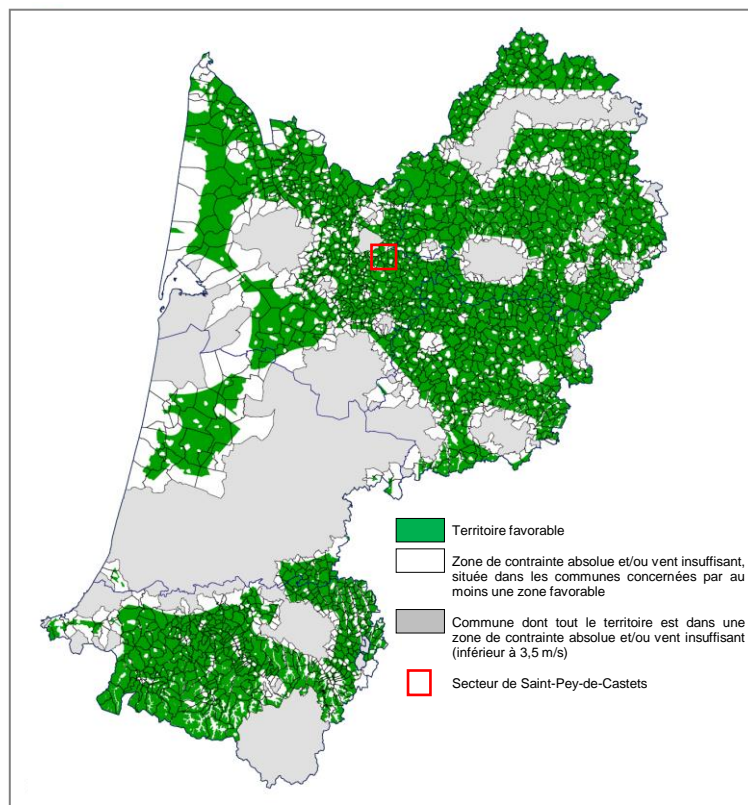 Territoire favorable
Zone de contrainte absolue et/ou vent insuffisant,
située dans les communes concernées par au
moins une zone favorable
Commune dont tout le territoire est dans une
zone de contrainte absolue et/ou vent insuffisant
(inférieur à 3,5 m/s)
Secteur de Saint-Pey-de-Castets